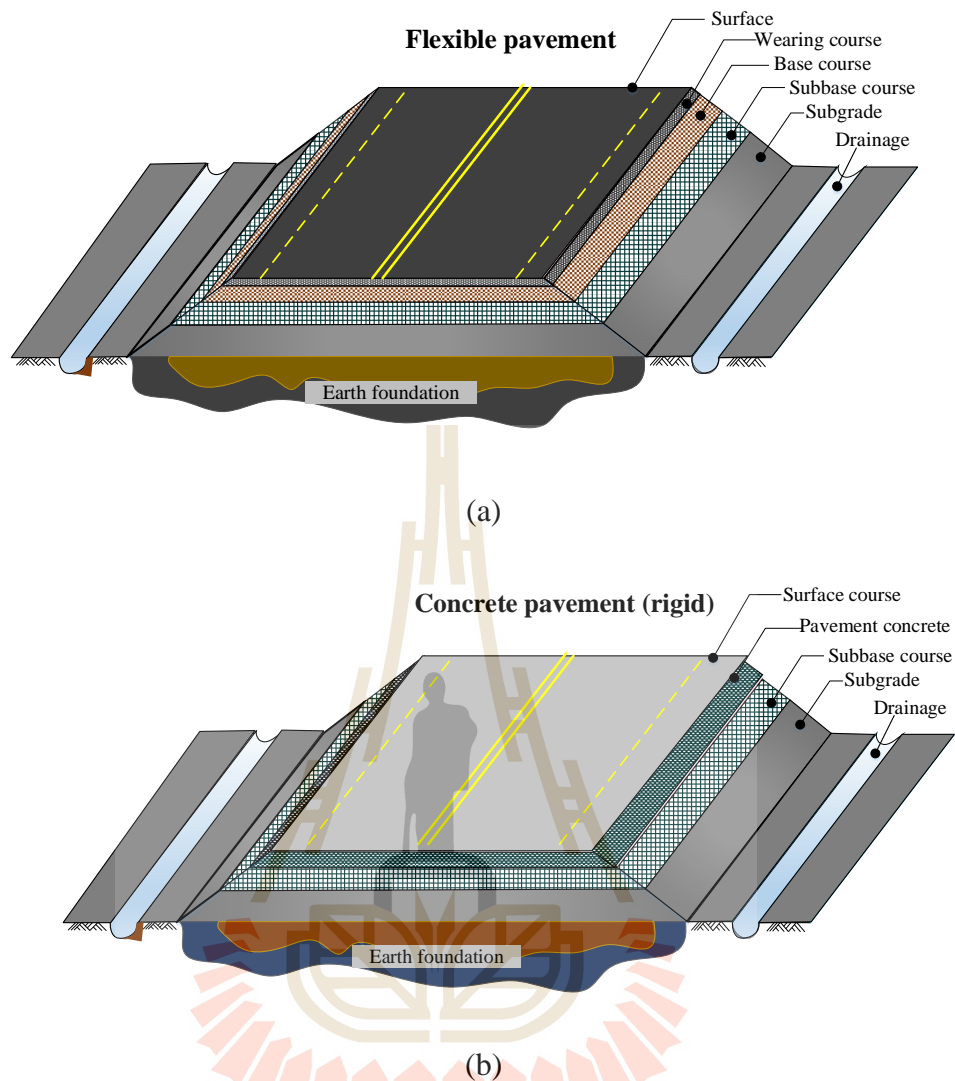 Flexible pavement
Surface
Wearing course
Base course
Subbase course
Subgrade
Drainage
Earth foundation
(a)
Concrete pavement (rigid)
Surface course
Pavement concrete
Subbase course
Subgrade
Drainage
Earth foundation
(b)